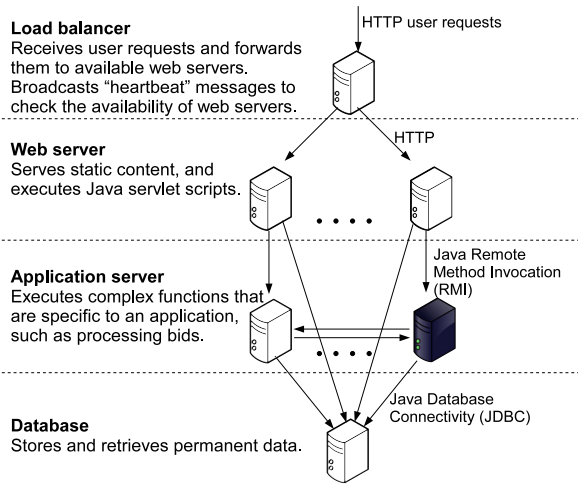 Load balancer
Receives user requests and forwards
them to available web servers.
Broadcasts “heartbeat” messages to
check the availability of web servers.
HTTP user requests
HTTP
Web server
Serves static content, and
executes Java servlet scripts.
Java Remote
Method Invocation
(RMI)
Application server
Executes complex functions that
are specific to an application,
such as processing bids.
Java Database
Connectivity (JDBC)
Database
Stores and retrieves permanent data.